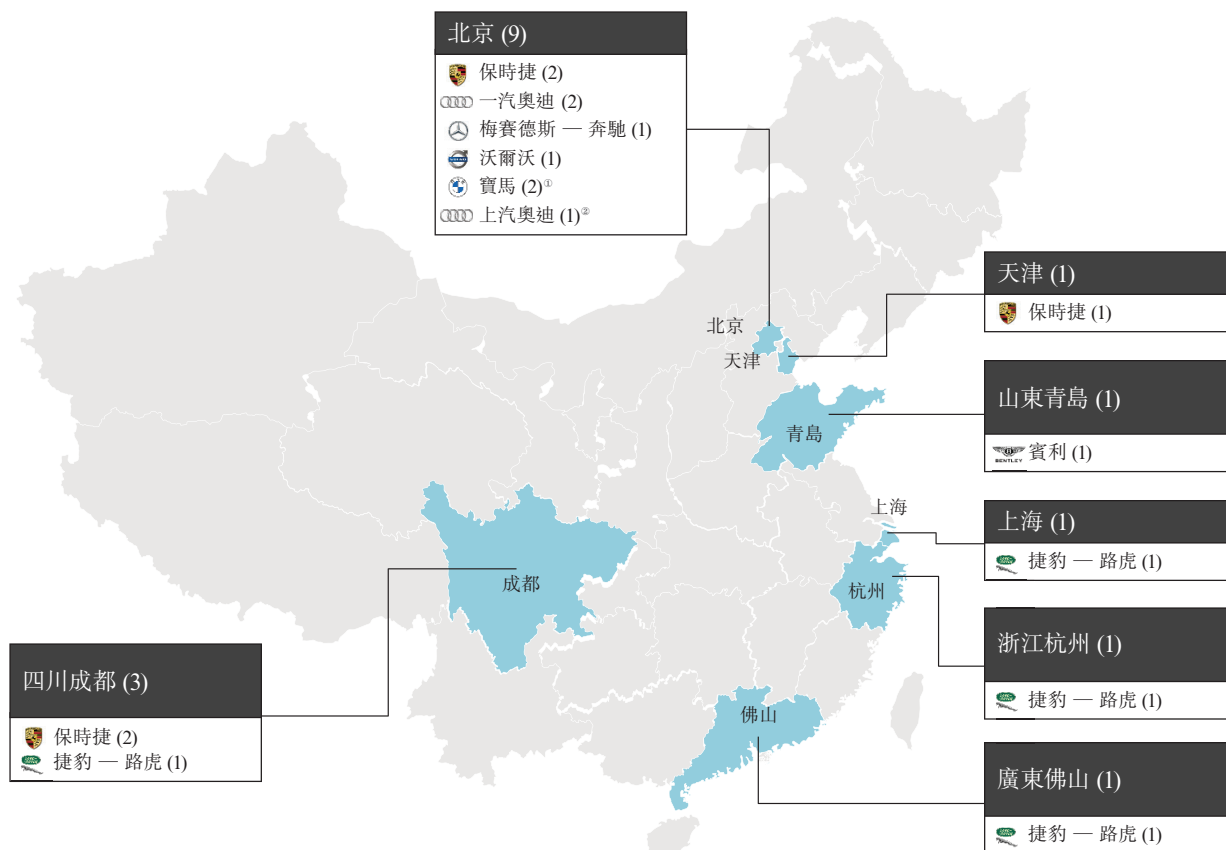 北京 (9)
保時捷 (2)
一汽奧迪 (2)
梅賽德斯 — 奔馳 (1)
沃爾沃 (1)
寶馬 (2)①
上汽奧迪 (1)②
天津 (1)
保時捷 (1)
北京
天津
山東青島 (1)
BENTLEY 賓利 (1)
青島
上海
上海 (1)
捷豹 — 路虎 (1)
成都
杭州
浙江杭州 (1)
捷豹 — 路虎 (1)
四川成都 (3)
保時捷 (2)
捷豹 — 路虎 (1)
佛山
廣東佛山 (1)
捷豹 — 路虎 (1)